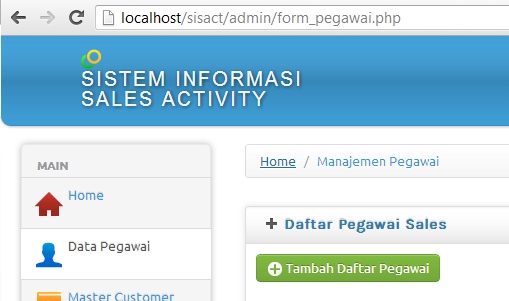 localhost/sisact/admin/form_pegawai.php
SISTEM INFORMASI
SALES ACTIVITY
MAIN
Home
Data Pegawai
Master Customer
Home / Manajemen Pegawai
Daftar Pegawai Sales
Tambah Daftar Pegawai